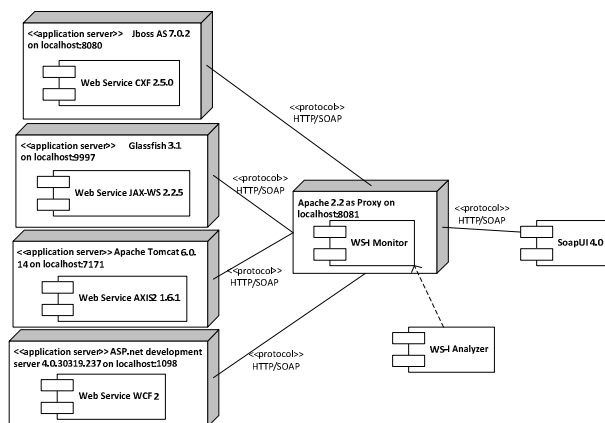 <<application server>> Jboss AS 7.0.2
on localhost:8080
Web Service CXF 2.5.0
<<protocol>>
HTTP/SOAP
<<application server>> Glassfish 3.1
on localhost:9997
Web Service JAX-WS 2.2.5
<<protocol>>
HTTP/SOAP
Apache 2.2 as Proxy on
localhost:8081
WS-I Monitor
<<protocol>>
HTTP/SOAP
SoapUI 4.0
<<application server>> Apache Tomcat 6.0.
14 on localhost:7171
Web Service AXIS2 1.6.1
<<protocol>>
HTTP/SOAP
<<application server>> ASP.net development
server 4.0.30319.237 on localhost:1098
Web Service WCF 2
<<protocol>>
HTTP/SOAP
WS-I Analyzer